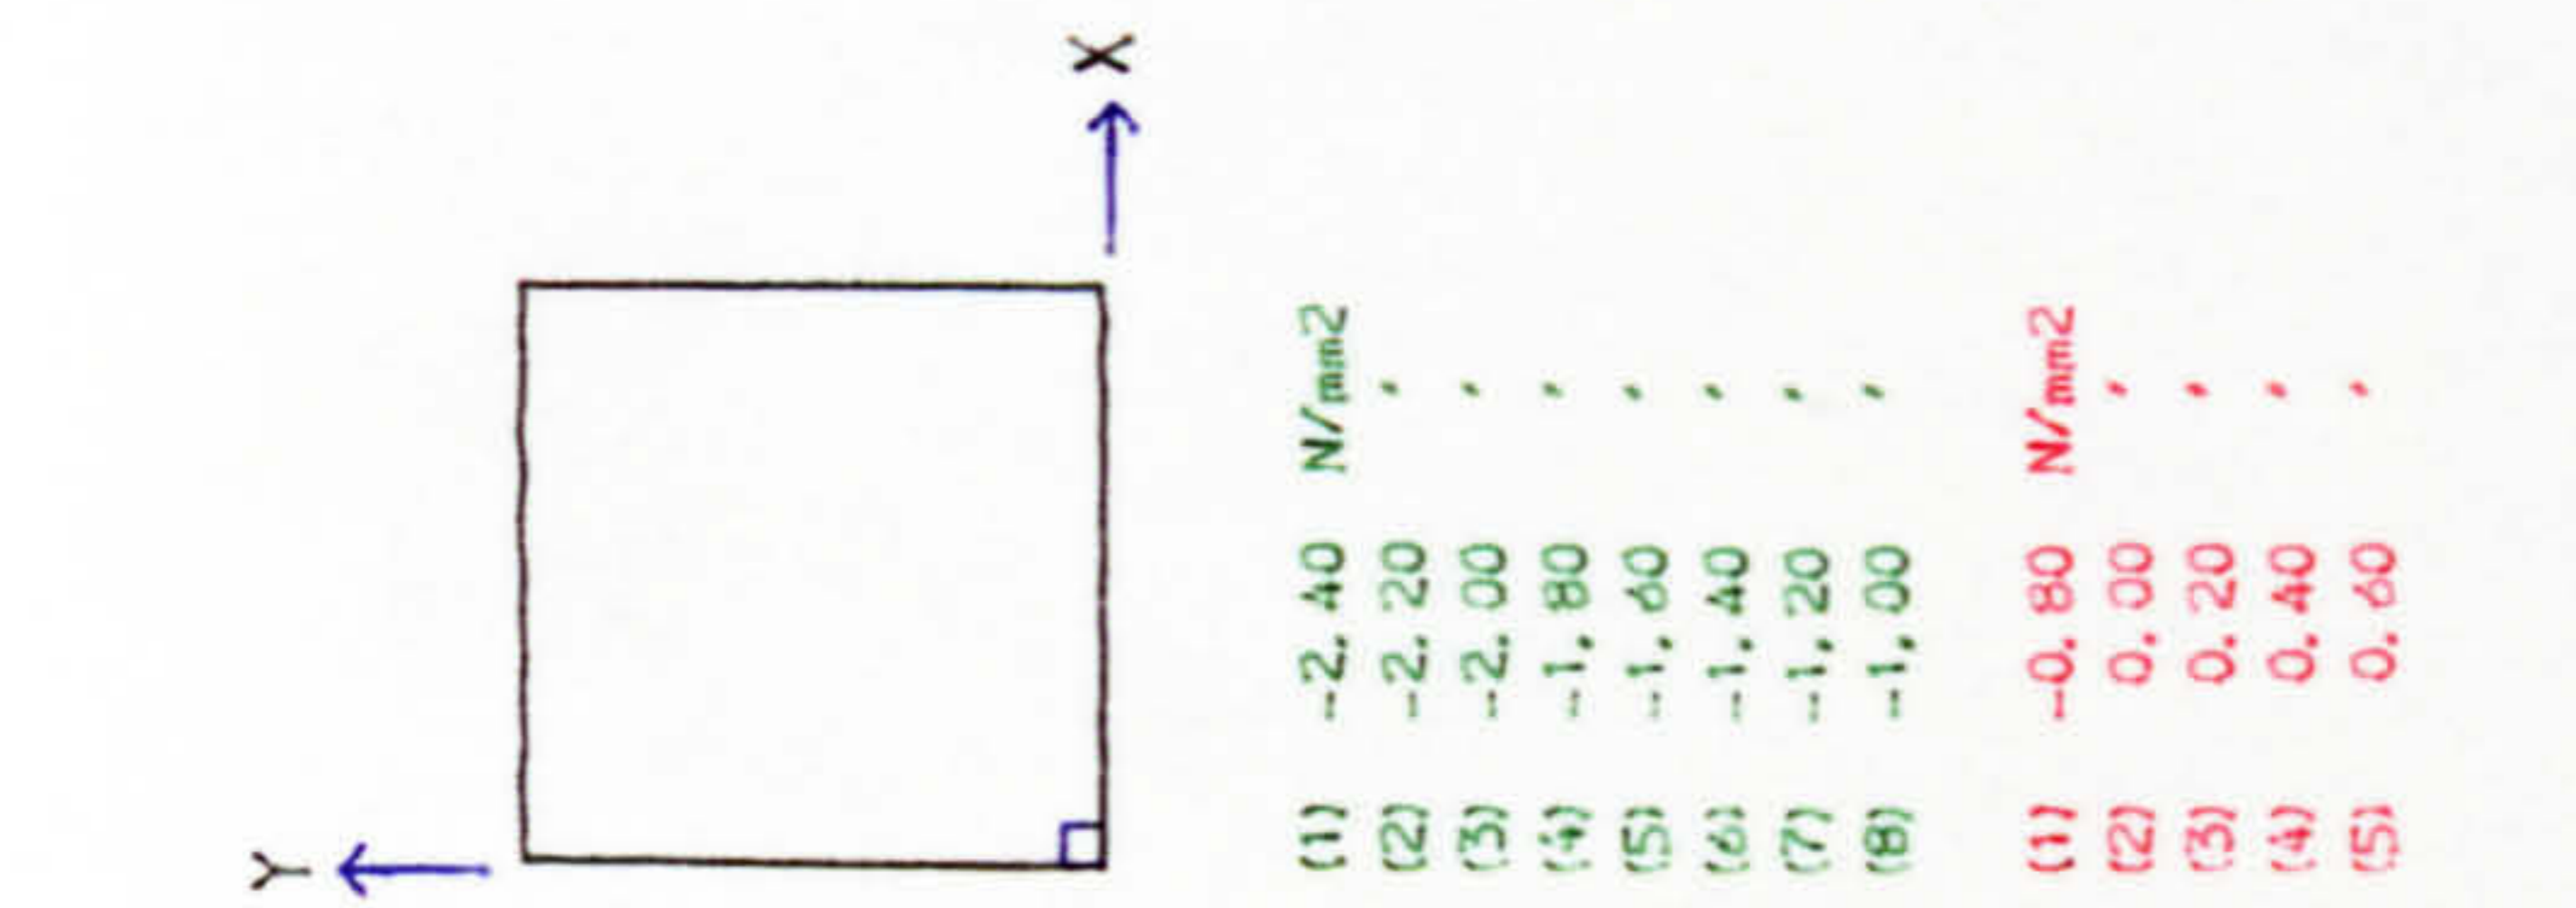 Y
X
(1) -2,40 N/mm2
(2) -2,20 ,
(3) -2,00 ,
(4) -1,80 ,
(5) -1,60 ,
(6) -1,40 ,
(7) -1,20 ,
(8) -1,00 ,
(1) -0,80 N/mm2
(2) 0,00 ,
(3) 0,20 ,
(4) 0,40 ,
(5) 0,60 ,